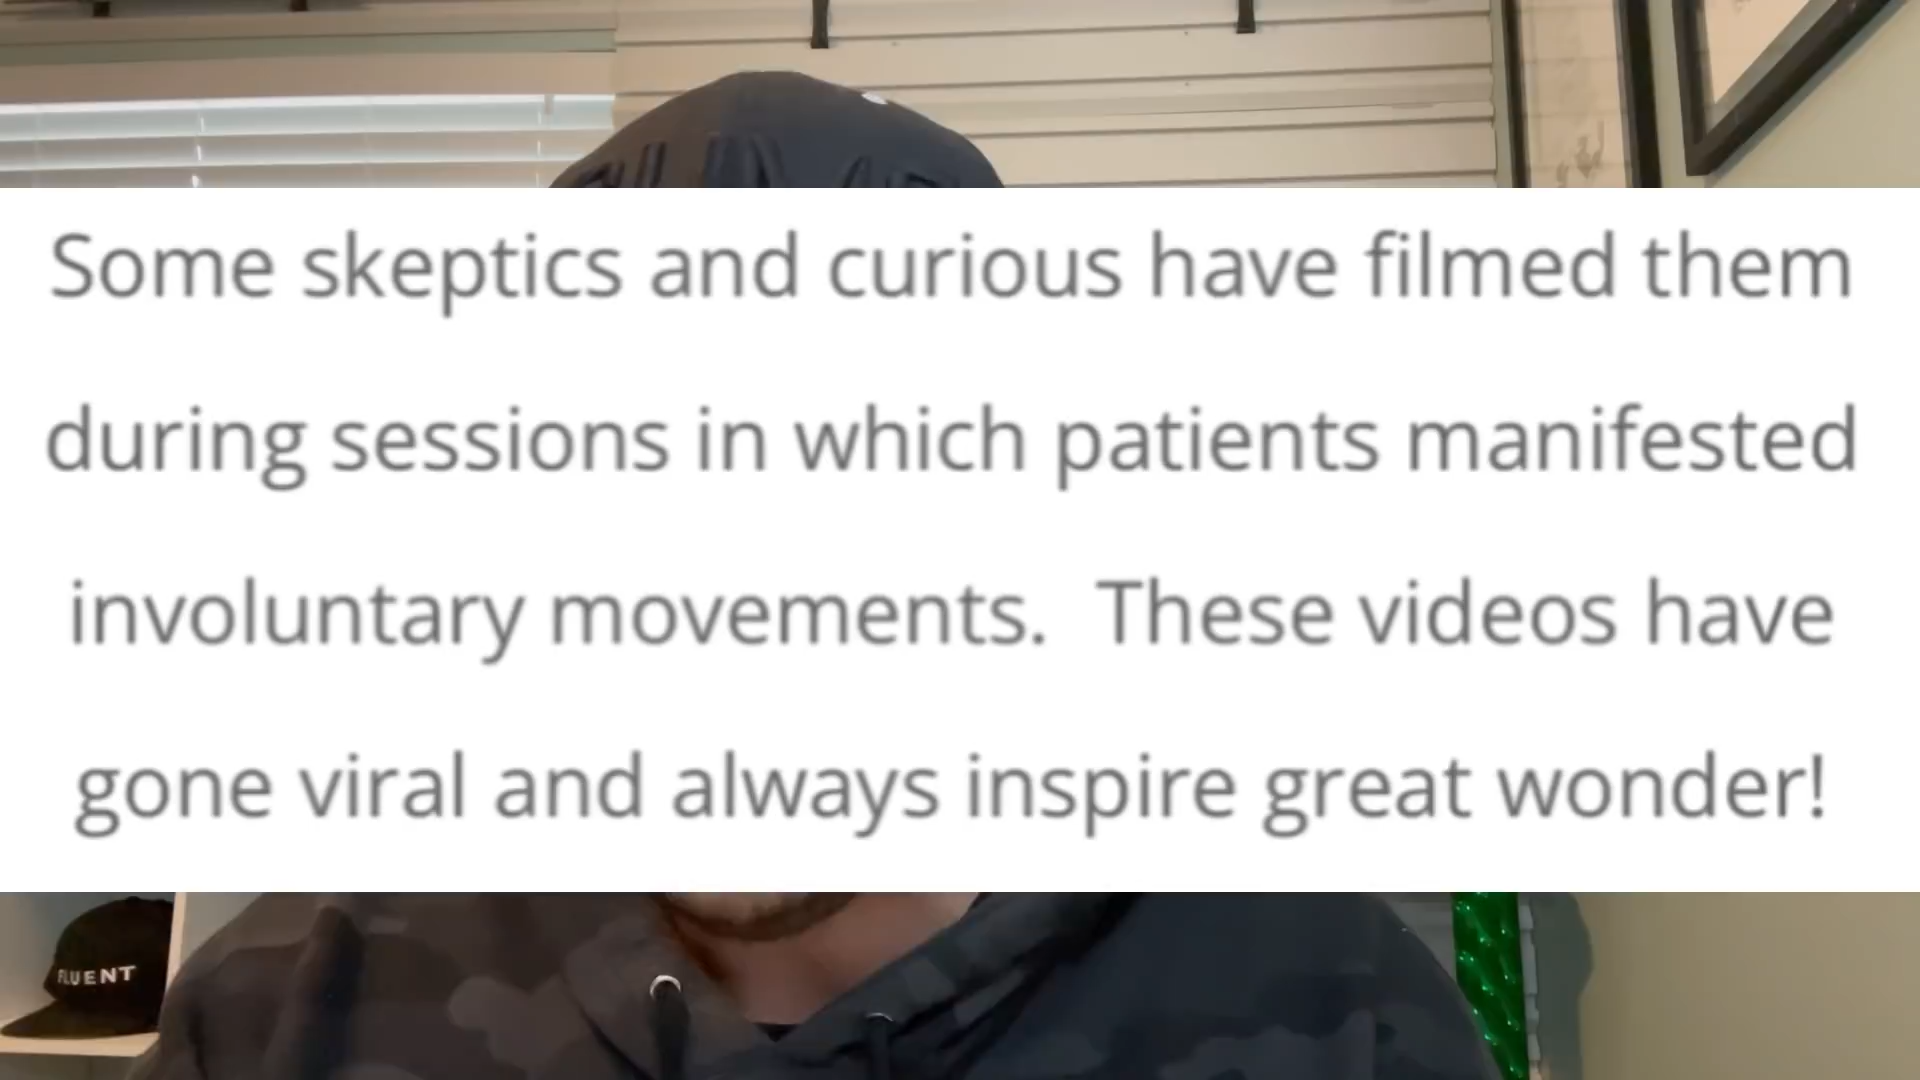 Some skeptics and curious have filmed them
during sessions in which patients manifested
involuntary movements.  These videos have
gone viral and always inspire great wonder!
FLUENT